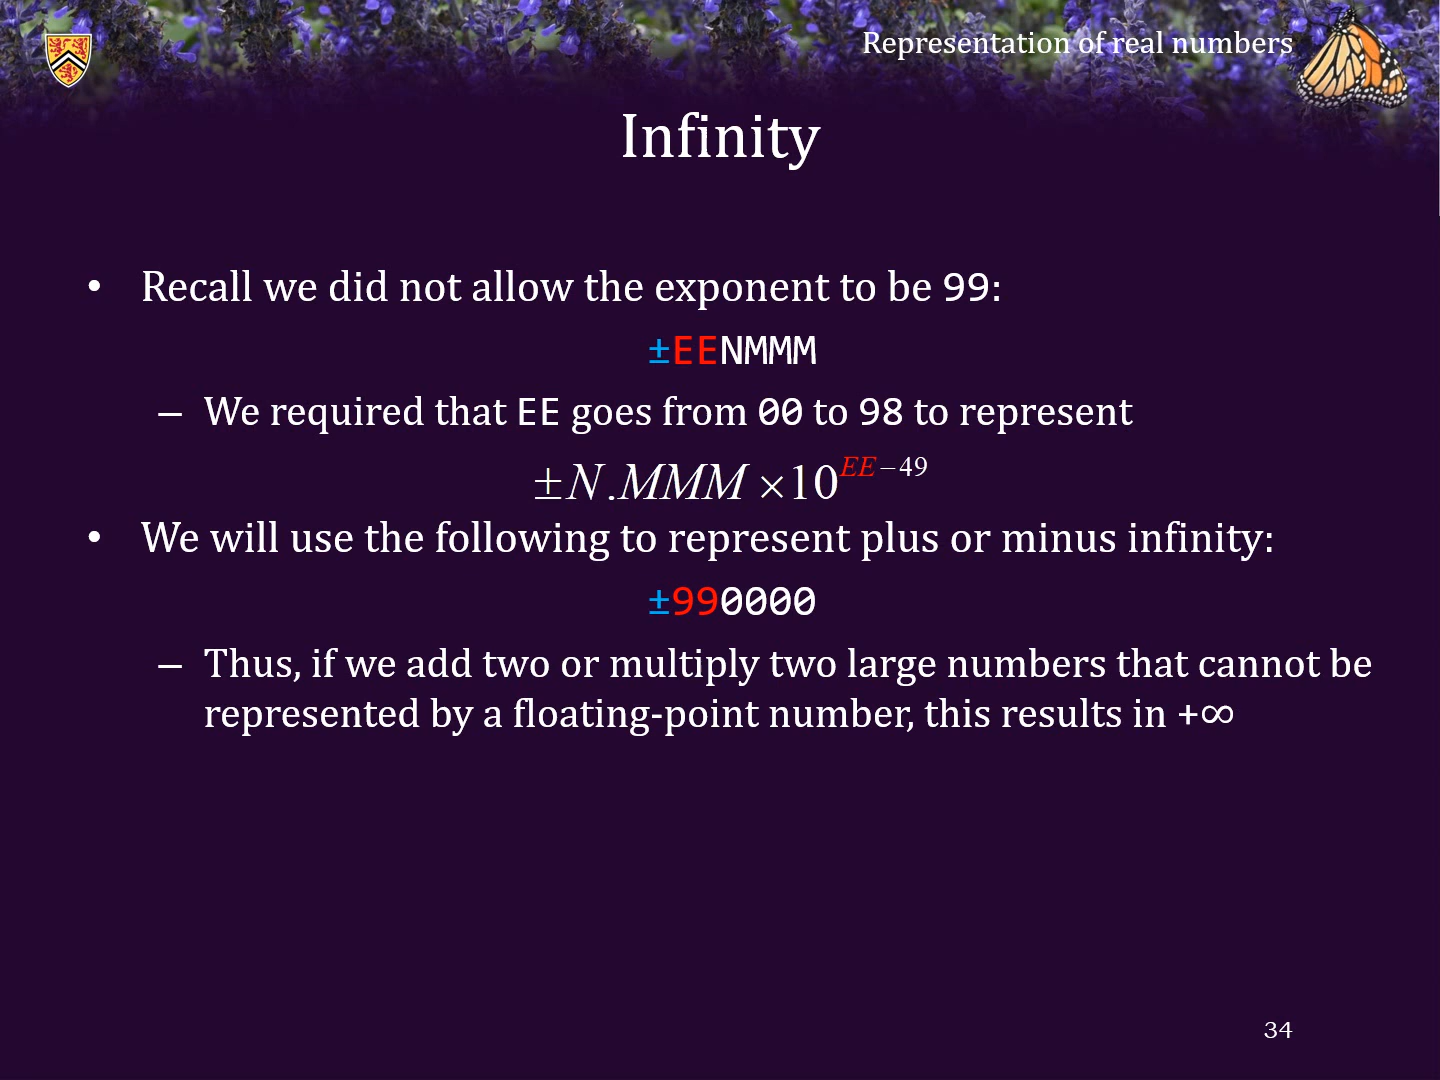 Representation of real numbers
Infinity
• Recall we did not allow the exponent to be 99:
±EENMMM
– We required that EE goes from 00 to 98 to represent
±N.MMM ×10^{EE−49}
• We will use the following to represent plus or minus infinity:
±990000
– Thus, if we add two or multiply two large numbers that cannot be
represented by a floating-point number, this results in +∞
34